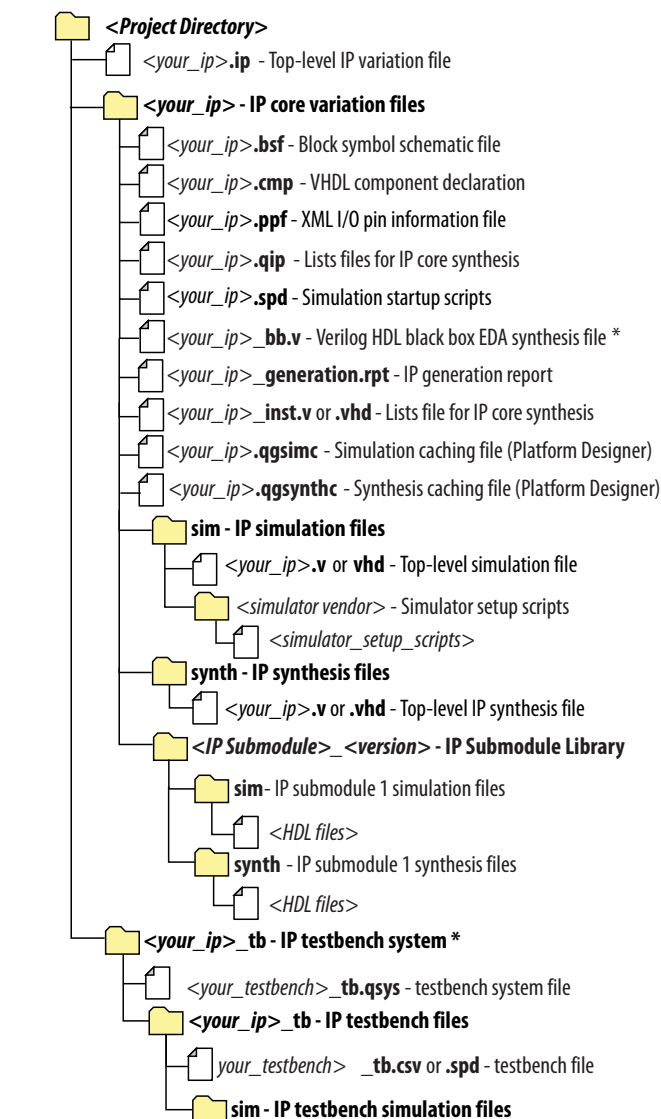 <Project Directory>
<your_ip>.ip - Top-level IP variation file
<your_ip> - IP core variation files
<your_ip>.bsf - Block symbol schematic file
<your_ip>.cmp - VHDL component declaration
<your_ip>.ppf - XML I/O pin information file
<your_ip>.qip - Lists files for IP core synthesis
<your_ip>.spd - Simulation startup scripts
<your_ip>_bb.v - Verilog HDL black box EDA synthesis file *
<your_ip>_generation.rpt - IP generation report
<your_ip>_inst.v or .vhd - Lists file for IP core synthesis
<your_ip>.qgsimc - Simulation caching file (Platform Designer)
<your_ip>.qgsynthc - Synthesis caching file (Platform Designer)
sim - IP simulation files
<your_ip>.v or vhd - Top-level simulation file
<simulator vendor> - Simulator setup scripts
<simulator_setup_scripts>
synth - IP synthesis files
<your_ip>.v or .vhd - Top-level IP synthesis file
<IP Submodule>_<version> - IP Submodule Library
sim- IP submodule 1 simulation files
<HDL files>
synth - IP submodule 1 synthesis files
<HDL files>
<your_ip>_tb - IP testbench system *
<your_testbench>_tb.qsys - testbench system file
<your_ip>_tb - IP testbench files
your_testbench> _tb.csv or .spd - testbench file
sim - IP testbench simulation files